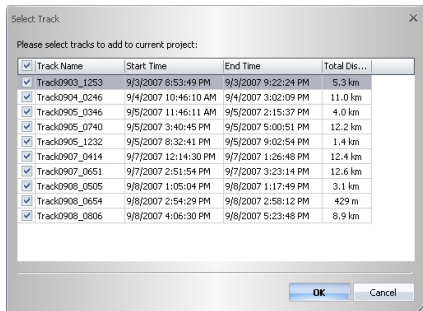 Select Track
Please select tracks to add to current project:
Track Name Start Time End Time Total Dis...
Track0903_1253 9/3/2007 8:53:49 PM 9/3/2007 9:22:24 PM 5.3 km
Track0904_0246 9/4/2007 10:46:10 AM 9/4/2007 3:02:09 PM 11.0 km
Track0905_0346 9/5/2007 11:46:11 AM 9/5/2007 2:15:37 PM 4.0 km
Track0905_0740 9/5/2007 3:40:45 PM 9/5/2007 5:00:51 PM 12.2 km
Track0905_1232 9/5/2007 8:32:41 PM 9/5/2007 9:02:54 PM 1.4 km
Track0907_0414 9/7/2007 12:14:30 PM 9/7/2007 1:26:48 PM 12.4 km
Track0907_0651 9/7/2007 2:51:54 PM 9/7/2007 3:23:14 PM 12.6 km
Track0908_0505 9/8/2007 1:05:04 PM 9/8/2007 1:17:49 PM 3.1 km
Track0908_0654 9/8/2007 2:54:29 PM 9/8/2007 2:58:12 PM 429 m
Track0908_0806 9/8/2007 4:06:30 PM 9/8/2007 5:23:48 PM 8.9 km
OK Cancel